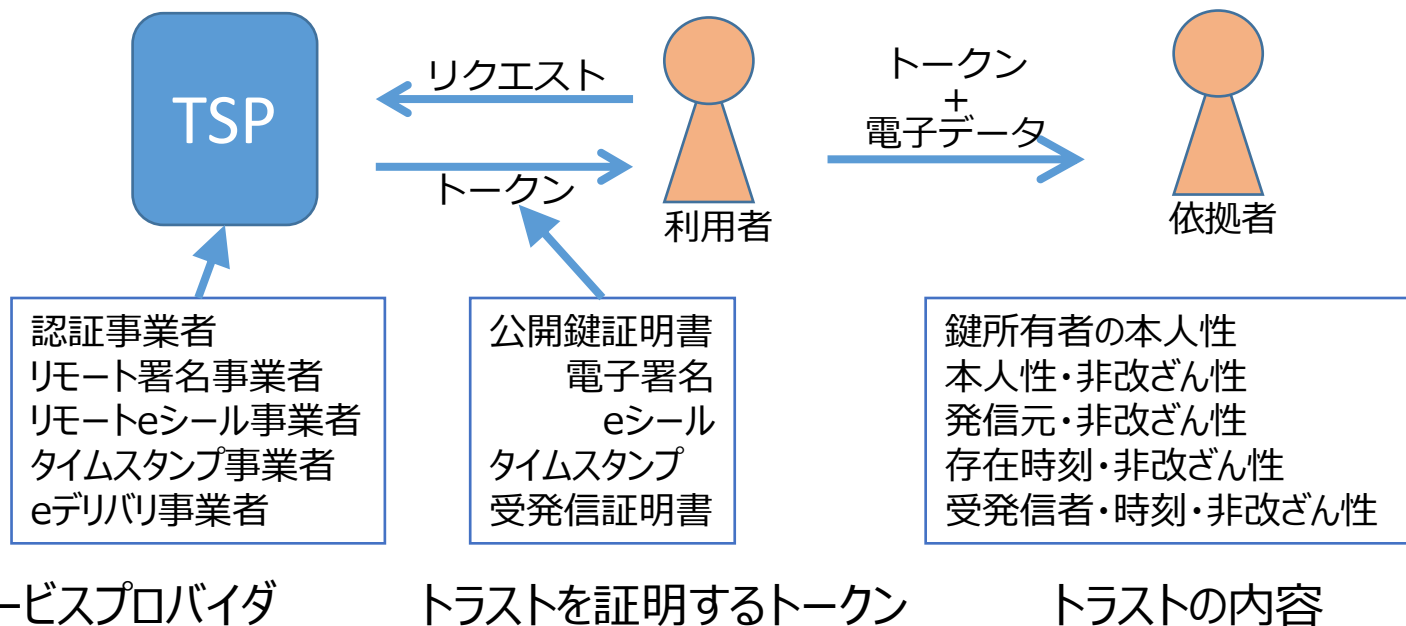 TSP
リクエスト
トークン
利用者
トークン
+
電子データ
依拠者
認証事業者
リモート署名事業者
リモートeシール事業者
タイムスタンプ事業者
eデリバリ事業者
公開鍵証明書
電子署名
eシール
タイムスタンプ
受発信証明書
鍵所有者の本人性
本人性・非改ざん性
発信元・非改ざん性
存在時刻・非改ざん性
受発信者・時刻・非改ざん性
ービスプロバイダ
トラストを証明するトークン
トラストの内容